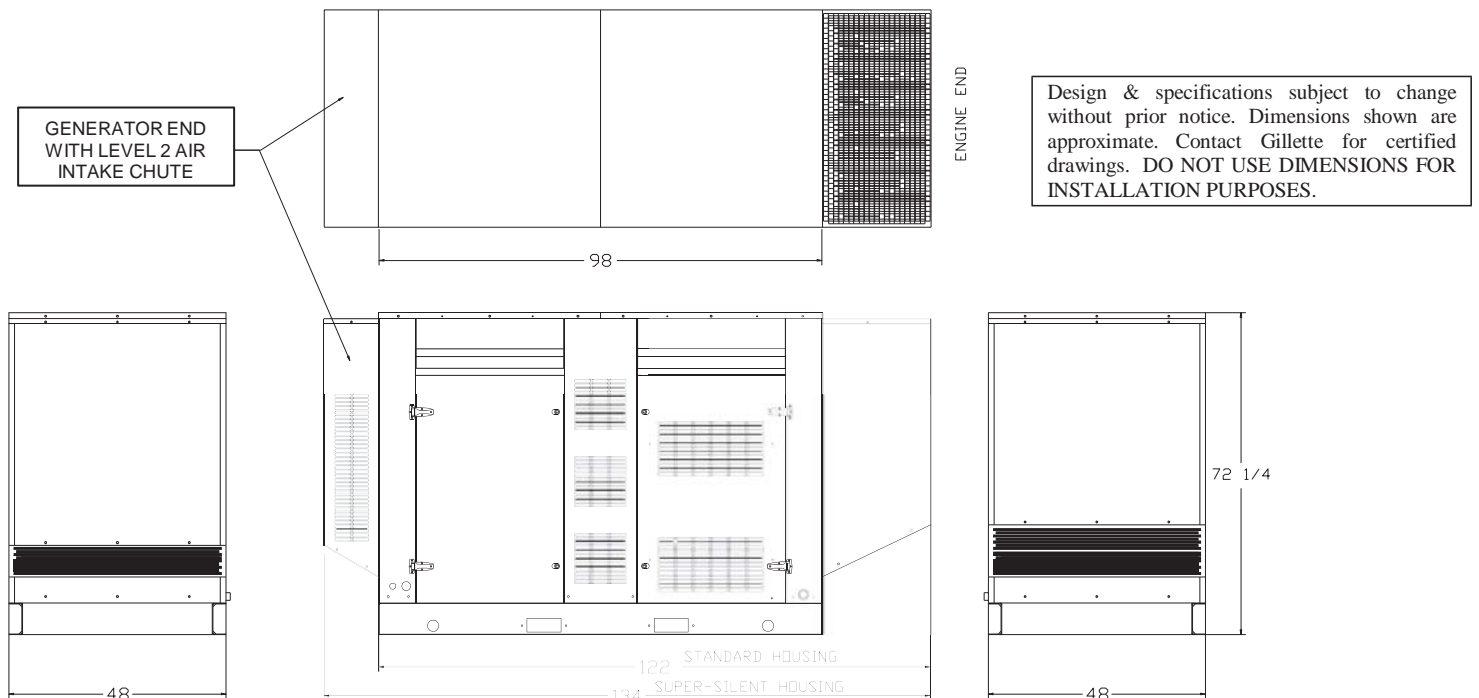 GENERATOR END
WITH LEVEL 2 AIR
INTAKE CHUTE
ENGINE END
Design & specifications subject to change
without prior notice. Dimensions shown are
approximate. Contact Gillette for certified
drawings. DO NOT USE DIMENSIONS FOR
INSTALLATION PURPOSES.
98
72 1/4
122 STANDARD HOUSING
134 SUPER-SILENT HOUSING
48
48